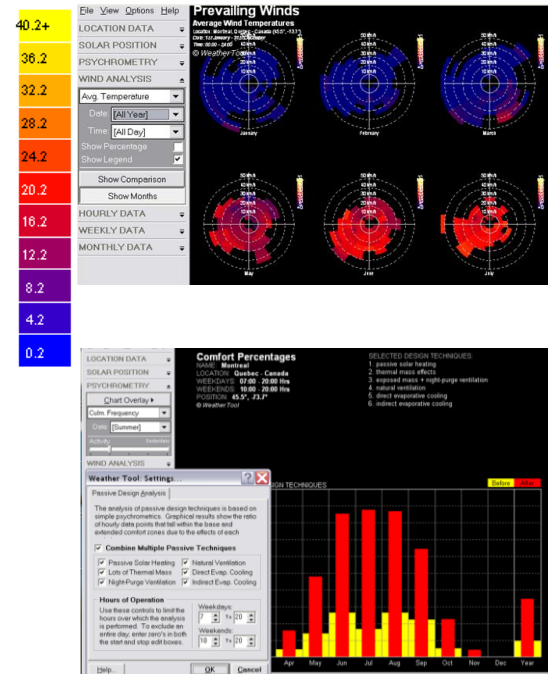 40.2+
36.2
32.2
28.2
24.2
20.2
16.2
12.2
8.2
4.2
0.2
File View Options Help
LOCATION DATA
SOLAR POSITION
PSYCHROMETRY
WIND ANALYSIS
Avg. Temperature
Date: [All Year]
Time: [All Day]
Show Percentage
Show Legend
Show Comparison
Show Months
HOURLY DATA
WEEKLY DATA
MONTHLY DATA
Prevailing Winds
Average Wind Temperatures
© Weather Tool
January
February
March
May
July
LOCATION DATA
SOLAR POSITION
PSYCHROMETRY
Chart Overlay
Culm. Frequency
Date: [Summer]
Activity:
WIND ANALYSIS
Comfort Percentages
NAME: Montreal
LOCATION: Quebec - Canada
WEEKDAYS: 07:00 - 20:00 Hrs
WEEKENDS: 10:00 - 20:00 Hrs
POSITION: 45.5°, -73.7°
© Weather Tool
SELECTED DESIGN TECHNIQUES:
1. passive solar heating
2. thermal mass effects
3. exposed mass + night-purge ventilation
4. natural ventilation
5. direct evaporative cooling
6. indirect evaporative cooling
Weather Tool: Settings...
Passive Design Analysis
The analysis of passive design techniques is based on
simple psychrometrics. Graphical results show the ratio
of hourly data points that fall within the base and
extended comfort zones due to the effects of each
Combine Multiple Passive Techniques
Passive Solar Heating Natural Ventilation
Lots of Thermal Mass Direct Evap. Cooling
Night-Purge Ventilation Indirect Evap. Cooling
Hours of Operation
Use these controls to limit the
hours over which the analysis
is performed. To exclude an
entire day, enter zero's in both
the start and stop edit boxes.
Weekdays:
7 to 20
Weekends:
10 to 20
Help... OK Cancel
TECHNIQUES
Before After
Apr May Jun Jul Aug Sep Oct Nov Dec Year